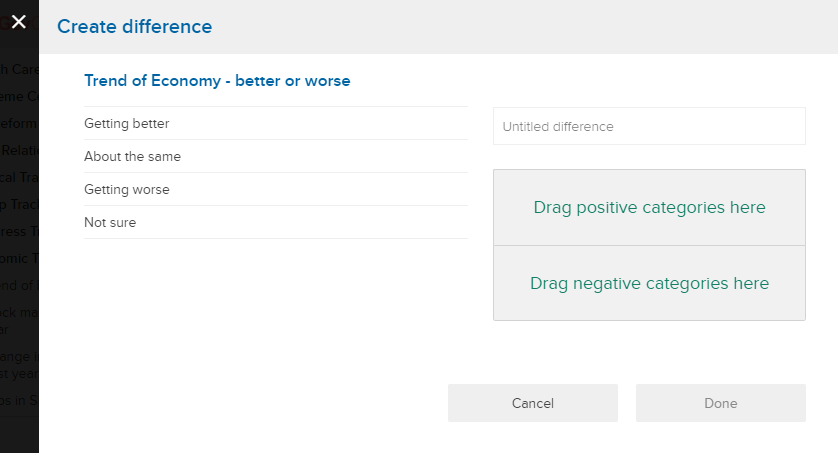 Create difference
Trend of Economy - better or worse
Getting better
About the same
Getting worse
Not sure
Untitled difference
Drag positive categories here
Drag negative categories here
Cancel
Done